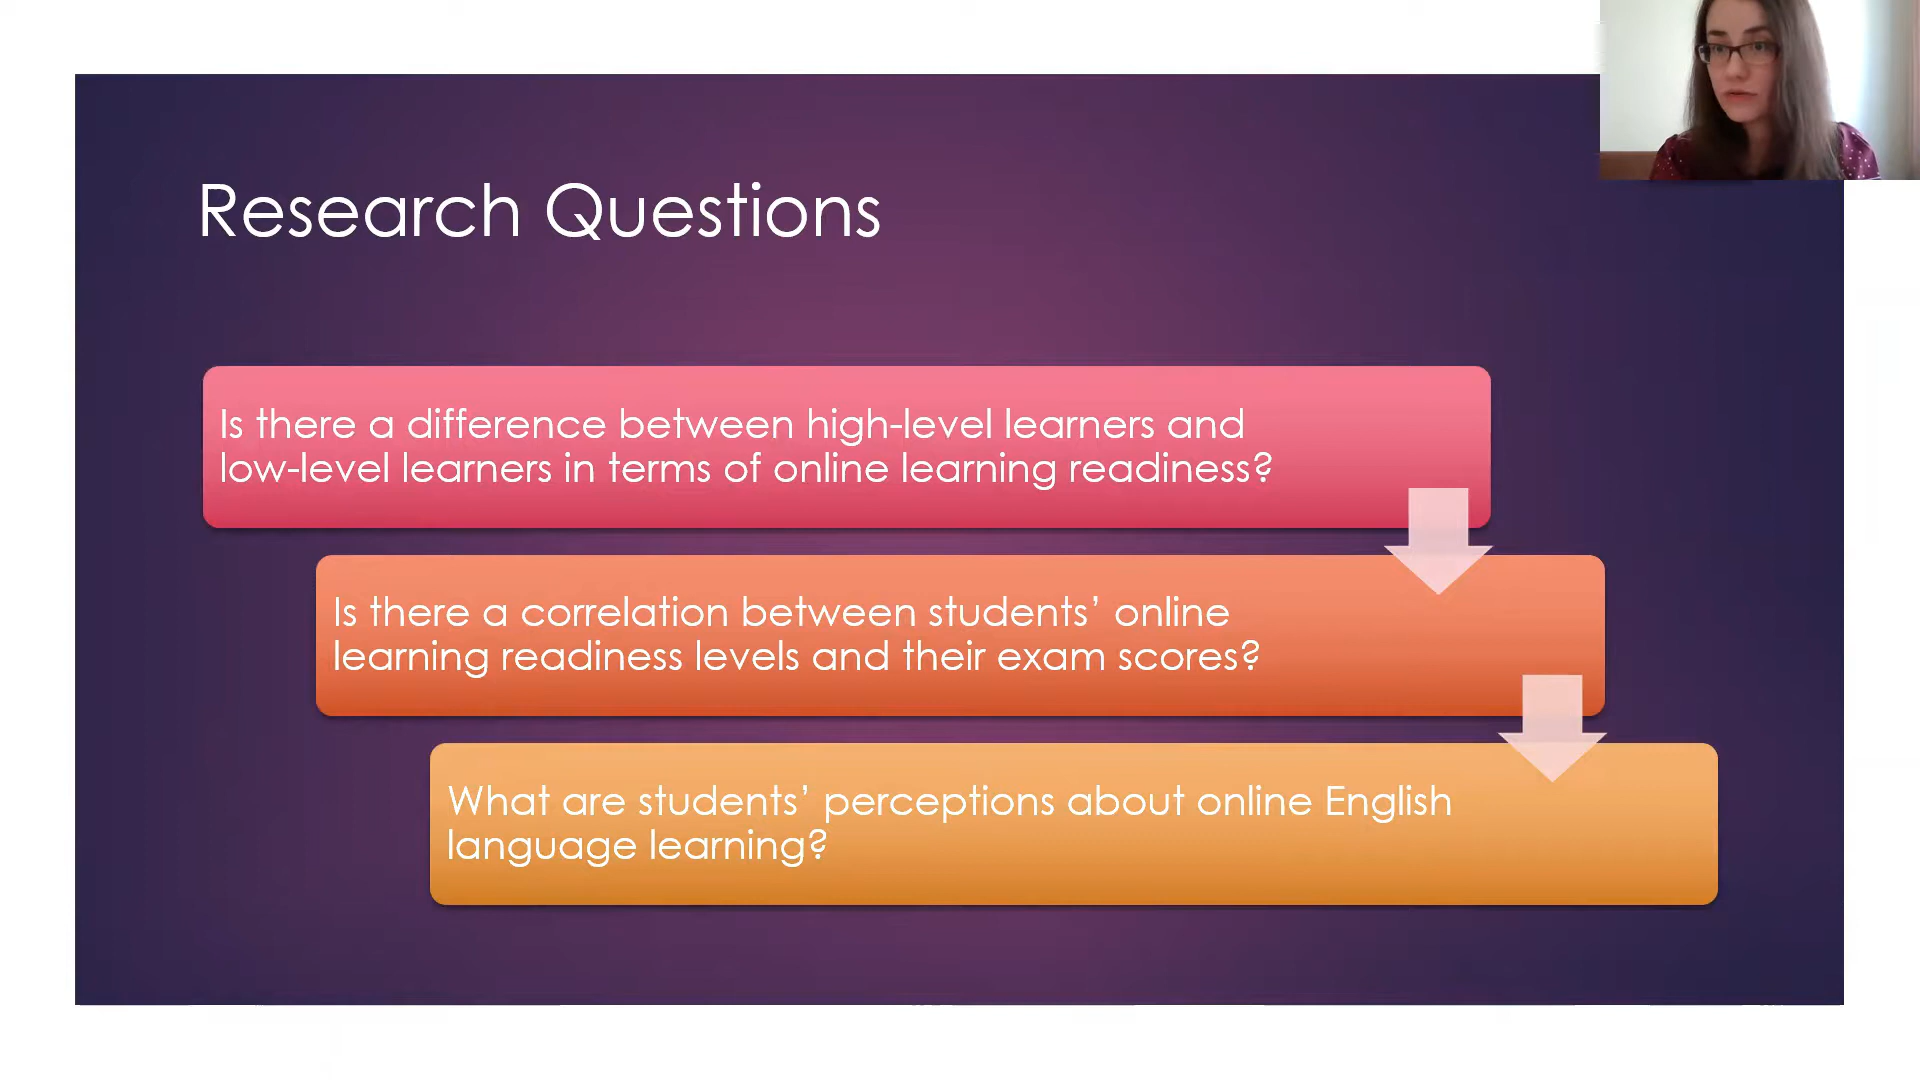 Research Questions
Is there a difference between high-level learners and
low-level learners in terms of online learning readiness?
Is there a correlation between students’ online
learning readiness levels and their exam scores?
What are students’ perceptions about online English
language learning?